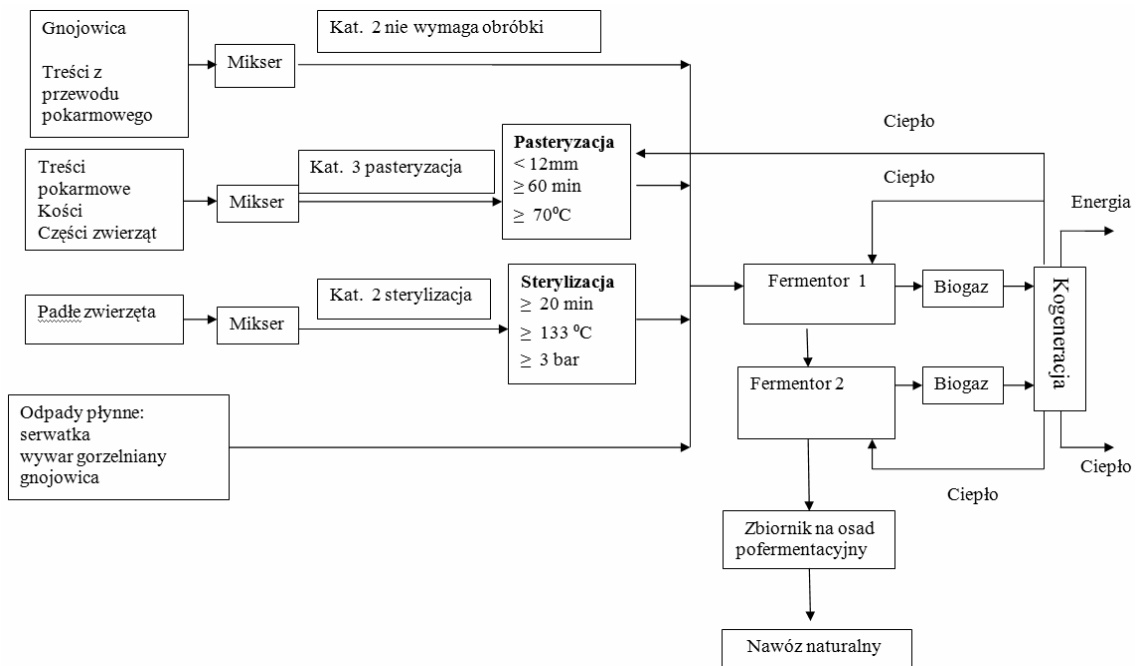 Gnojowica
Treści z
przewodu
pokarmowego
Mikser
Kat. 2 nie wymaga obróbki
Treści
pokarmowe
Kości
Części zwierząt
Mikser
Kat. 3 pasteryzacja
Pasteryzacja
< 12mm
≥ 60 min
≥ 70⁰C
Padłe zwierzęta
Mikser
Kat. 2 sterylizacja
Sterylizacja
≥ 20 min
≥ 133 ⁰C
≥ 3 bar
Odpady płynne:
serwatka
wywar gorzelniany
gnojowica
Ciepło
Ciepło
Energia
Fermentor 1
Biogaz
Kogeneracja
Fermentor 2
Biogaz
Ciepło
Ciepło
Zbiornik na osad
pofermentacyjny
Nawóz naturalny